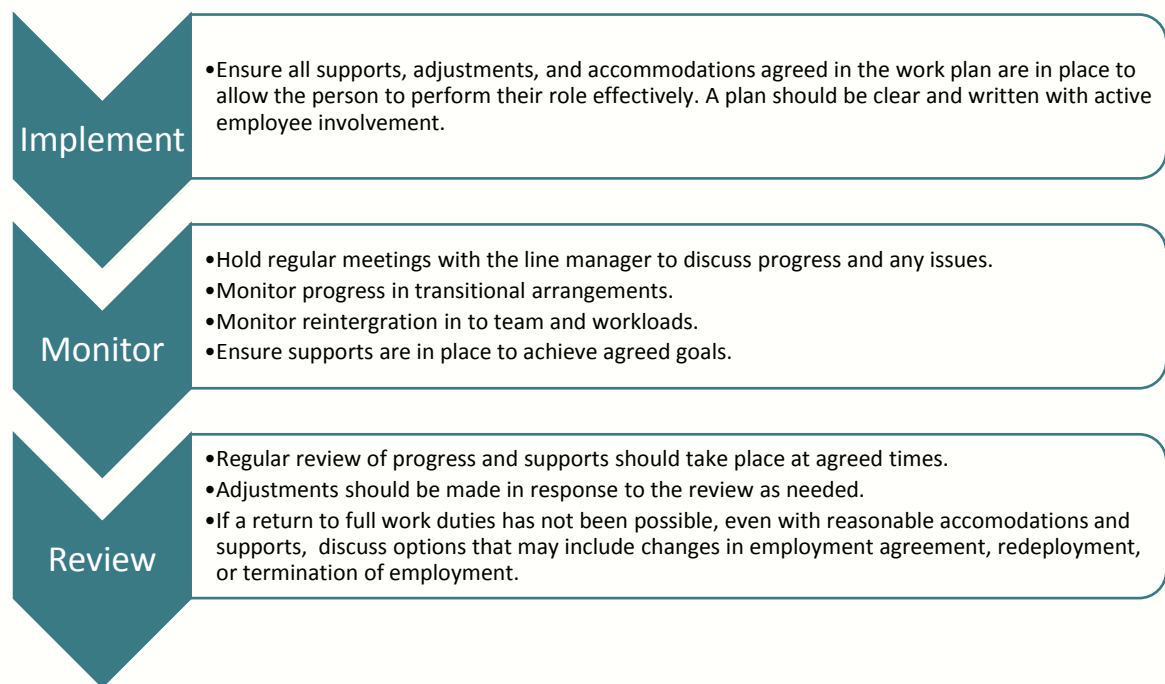 Implement
•Ensure all supports, adjustments, and accommodations agreed in the work plan are in place to
allow the person to perform their role effectively. A plan should be clear and written with active
employee involvement.
Monitor
•Hold regular meetings with the line manager to discuss progress and any issues.
•Monitor progress in transitional arrangements.
•Monitor reintergration in to team and workloads.
•Ensure supports are in place to achieve agreed goals.
Review
•Regular review of progress and supports should take place at agreed times.
•Adjustments should be made in response to the review as needed.
•If a return to full work duties has not been possible, even with reasonable accomodations and
supports,  discuss options that may include changes in employment agreement, redeployment,
or termination of employment.